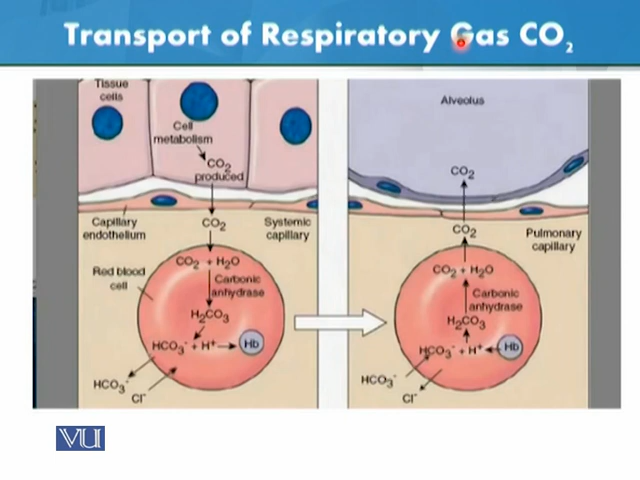 Transport of Respiratory Gas CO₂
Tissue
cells
Cell
metabolism
CO₂
produced
Capillary
endothelium
CO₂
Systemic
capillary
Red blood
cell
CO₂ + H₂O
Carbonic
anhydrase
H₂CO₃
HCO₃⁻ + H⁺
Hb
HCO₃⁻
Cl⁻
Alveolus
CO₂
CO₂
Pulmonary
capillary
CO₂ + H₂O
Carbonic
anhydrase
H₂CO₃
HCO₃⁻ + H⁺
Hb
HCO₃⁻
Cl⁻
VU